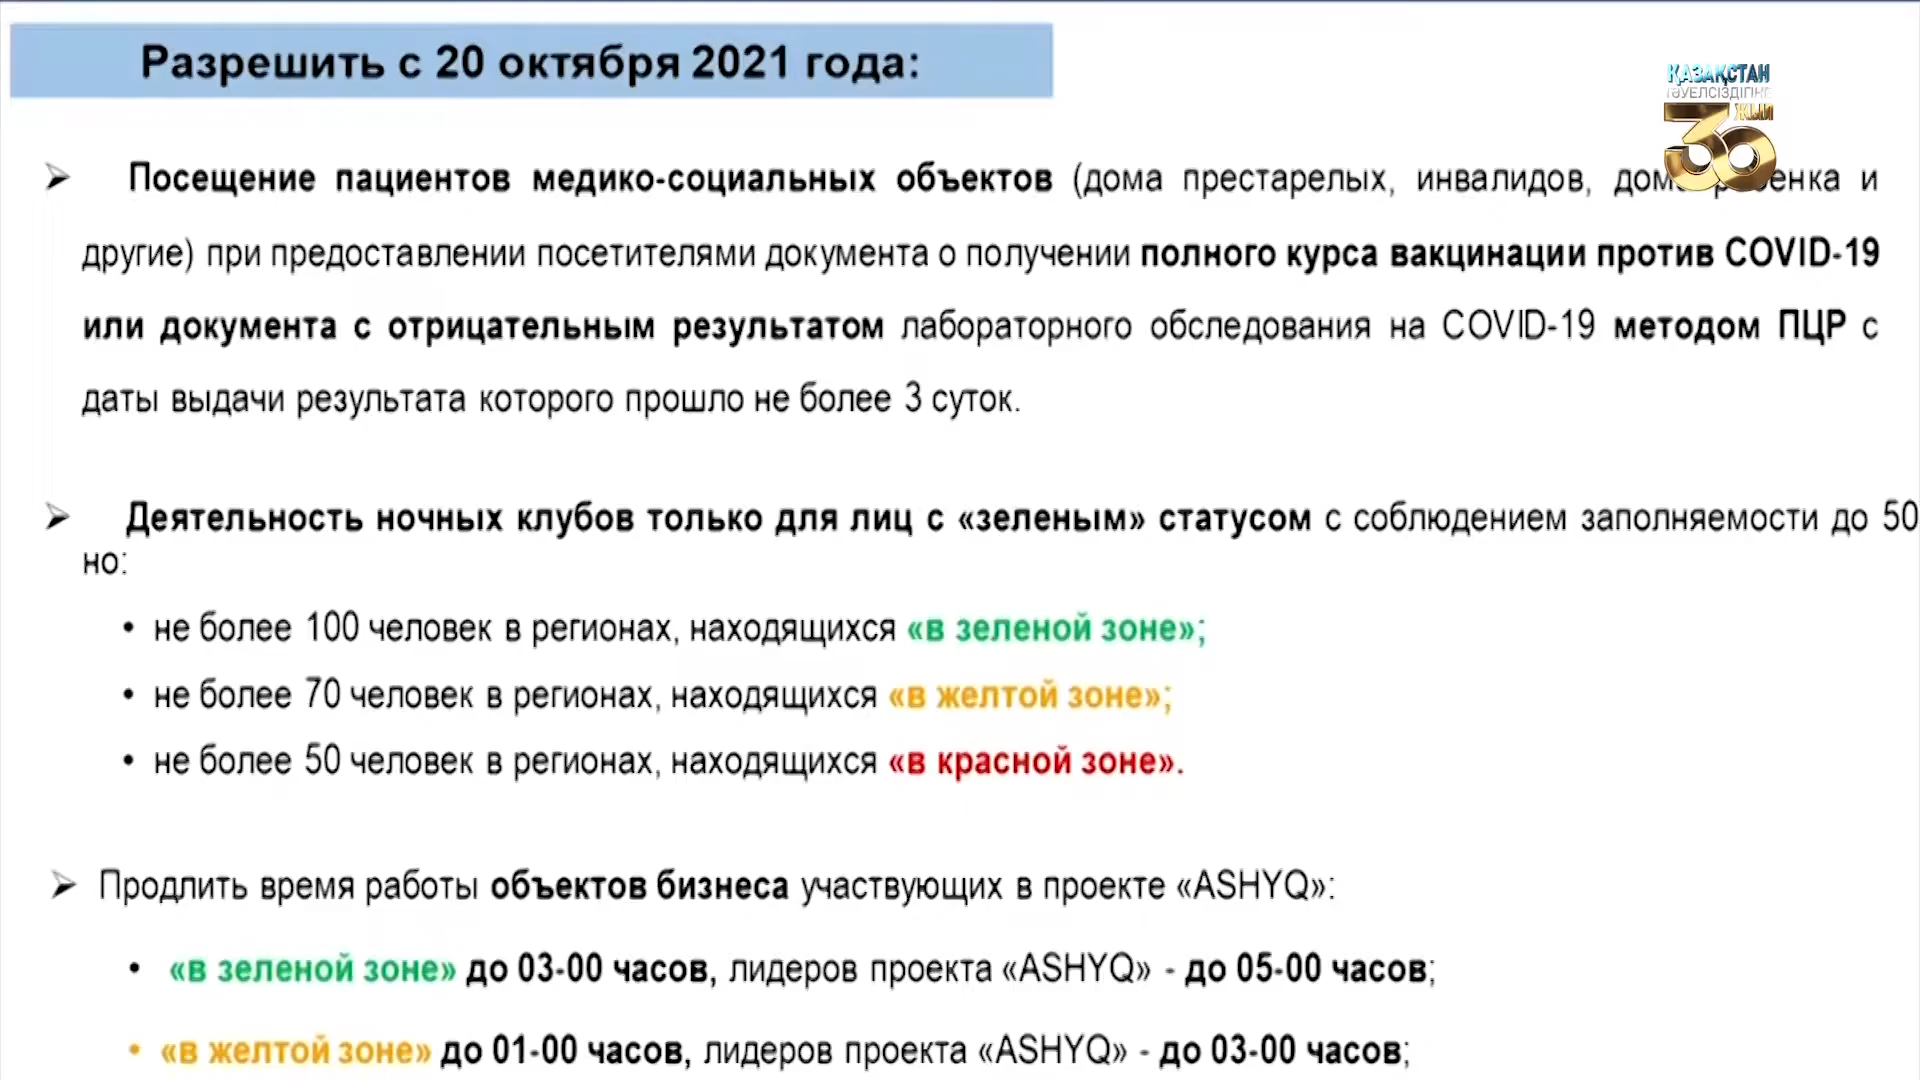 Разрешить с 20 октября 2021 года:
ҚАЗАҚСТАН
ТӘУЕЛСІЗДІГІНЕ
30 ЖЫЛ
➢ Посещение пациентов медико-социальных объектов (дома престарелых, инвалидов, и
другие) при предоставлении посетителями документа о получении полного курса вакцинации против COVID-19
или документа с отрицательным результатом лабораторного обследования на COVID-19 методом ПЦР с
даты выдачи результата которого прошло не более 3 суток.
➢ Деятельность ночных клубов только для лиц с «зеленым» статусом с соблюдением заполняемости до 50
но:
• не более 100 человек в регионах, находящихся «в зеленой зоне»;
• не более 70 человек в регионах, находящихся «в желтой зоне»;
• не более 50 человек в регионах, находящихся «в красной зоне».
➢ Продлить время работы объектов бизнеса участвующих в проекте «ASHYQ»:
• «в зеленой зоне» до 03-00 часов, лидеров проекта «ASHYQ» - до 05-00 часов;
• «в желтой зоне» до 01-00 часов, лидеров проекта «ASHYQ» - до 03-00 часов;